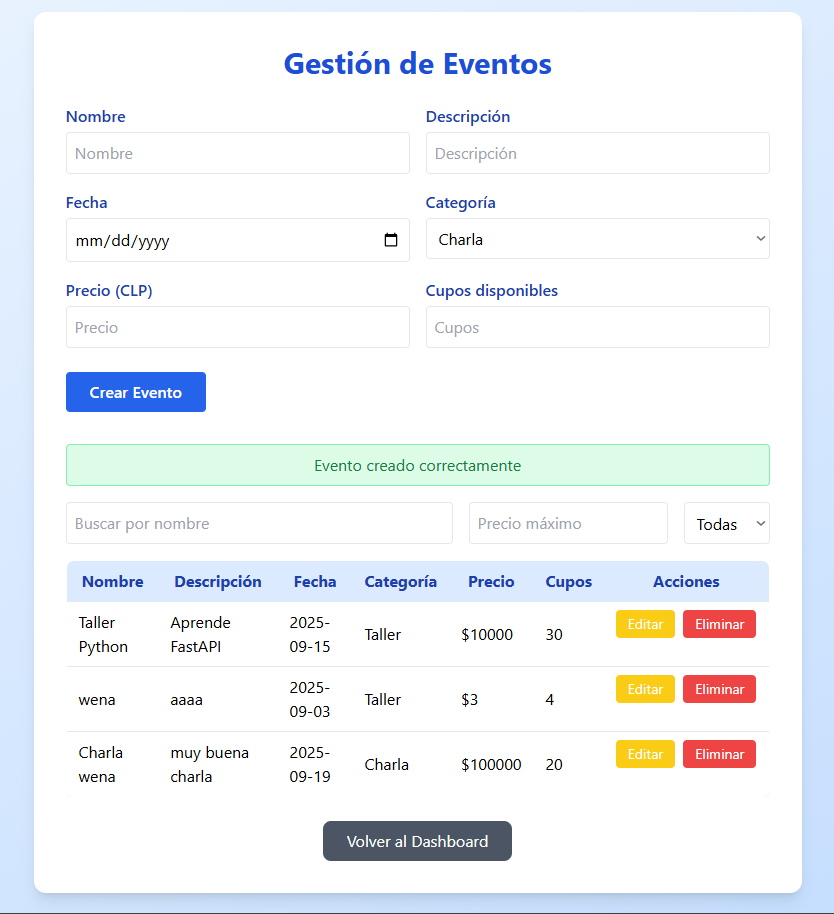 Gestión de Eventos
Nombre Descripción
Nombre Descripción
Fecha Categoría
mm/dd/yyyy Charla
Precio (CLP) Cupos disponibles
Precio Cupos
Crear Evento
Evento creado correctamente
Buscar por nombre Precio máximo Todas
Nombre Descripción Fecha Categoría Precio Cupos Acciones
Taller Aprende 2025- Editar Eliminar
Taller $10000 30
Python FastAPI 09-15
2025- Editar Eliminar
wena aaaa Taller $3 4
09-03
Charla muy buena 2025- Editar Eliminar
Charla $100000 20
wena charla 09-19
Volver al Dashboard